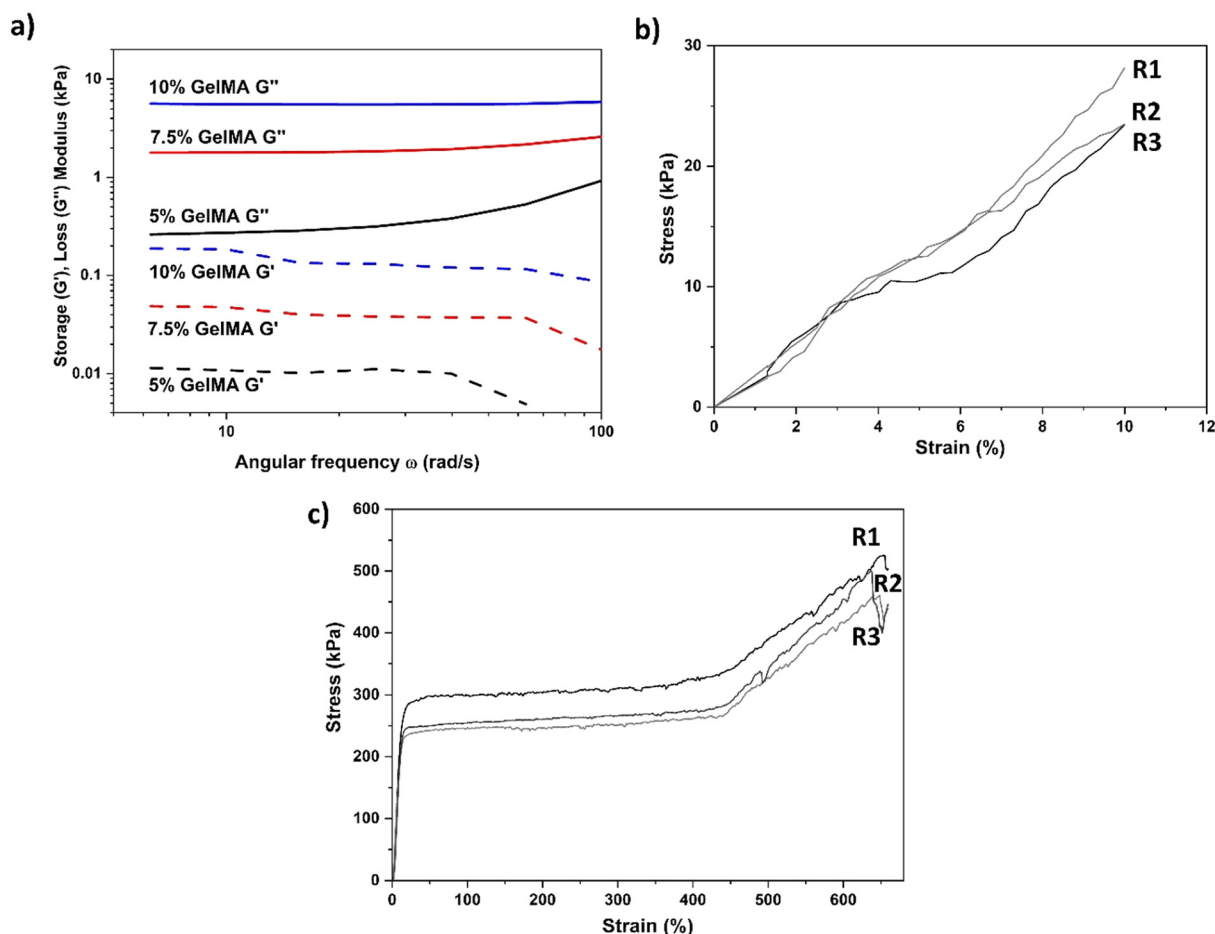 a)
Storage (G'), Loss (G'') Modulus (kPa)
10
1
0.1
0.01
10% GelMA G''
7.5% GelMA G''
5% GelMA G''
10% GelMA G'
7.5% GelMA G'
5% GelMA G'
10
100
Angular frequency ω (rad/s)
b)
Stress (kPa)
30
20
10
0
R1
R2
R3
0
2
4
6
8
10
12
Strain (%)
c)
Stress (kPa)
600
500
400
300
200
100
0
R1
R2
R3
0
100
200
300
400
500
600
Strain (%)